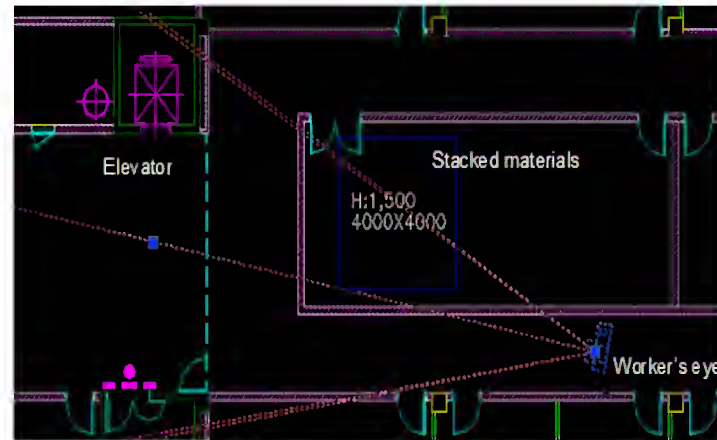 Elevator
Stacked materials
H:1,500
4000X4000
Worker's eye